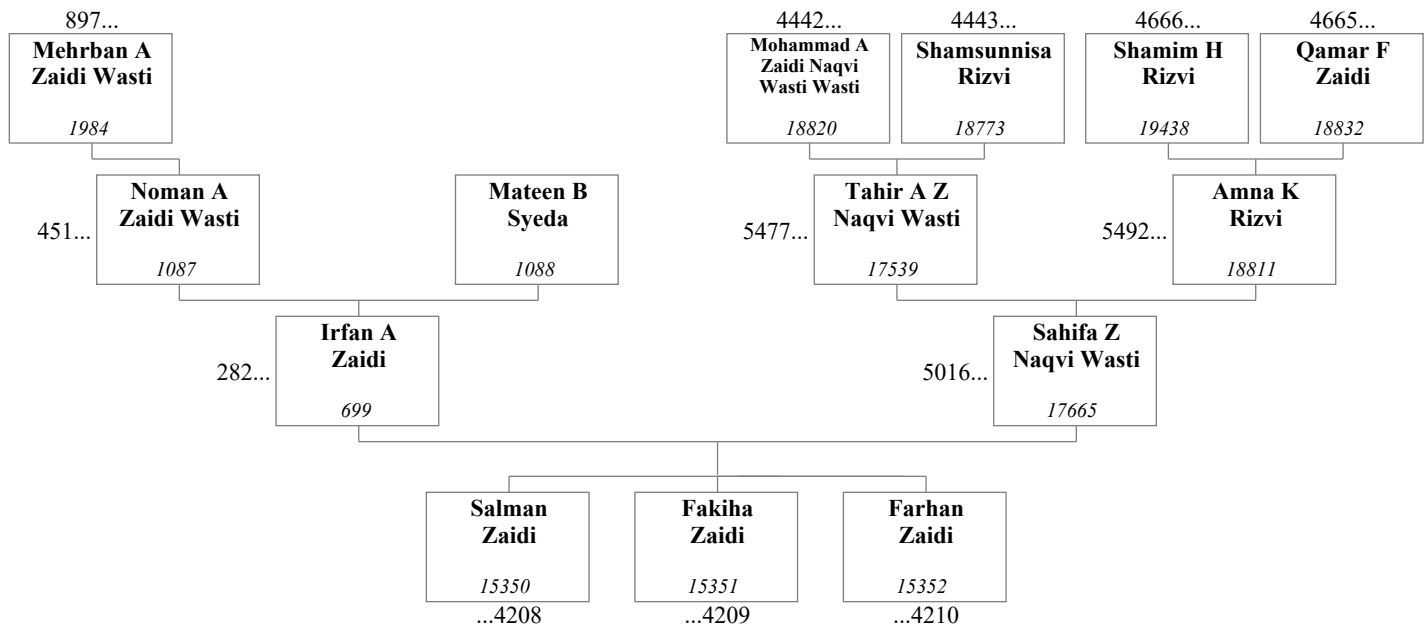 897...
4442...
4443...
4666...
4665...
Mehrban A
Zaidi Wasti
1984
Mohammad A
Zaidi Naqvi
Wasti Wasti
18820
Shamsunnisa
Rizvi
18773
Shamim H
Rizvi
19438
Qamar F
Zaidi
18832
451...
Noman A
Zaidi Wasti
1087
Mateen B
Syeda
1088
5477...
Tahir A Z
Naqvi Wasti
17539
5492...
Amna K
Rizvi
18811
282...
Irfan A
Zaidi
699
5016...
Sahifa Z
Naqvi Wasti
17665
Salman
Zaidi
15350
...4208
Fakiha
Zaidi
15351
...4209
Farhan
Zaidi
15352
...4210